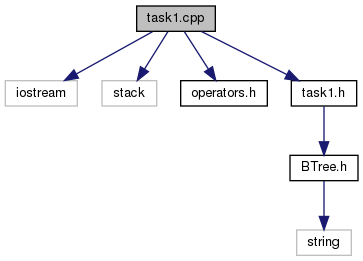 task1.cpp
iostream
stack
operators.h
task1.h
BTree.h
string